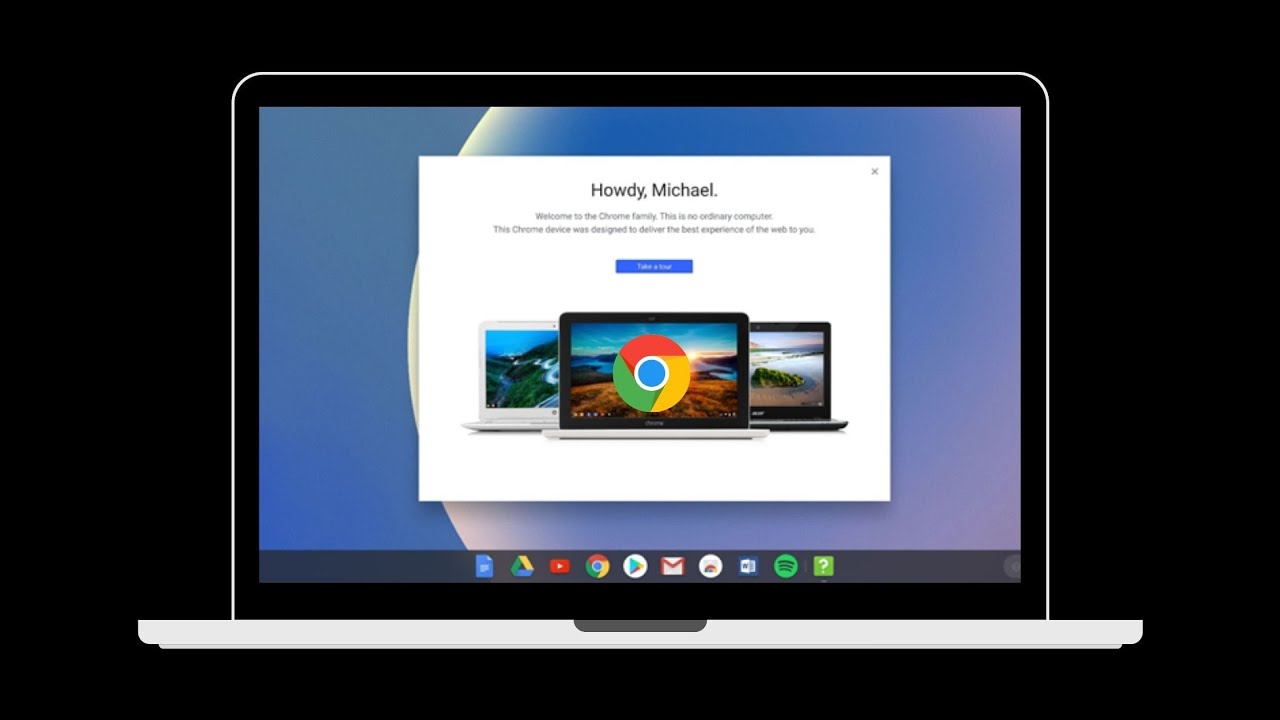 Howdy, Michael.
Welcome to the Chrome family. This is no ordinary computer.
This Chrome device was designed to deliver the best experience of the web to you.
Take a tour
chrome
acer